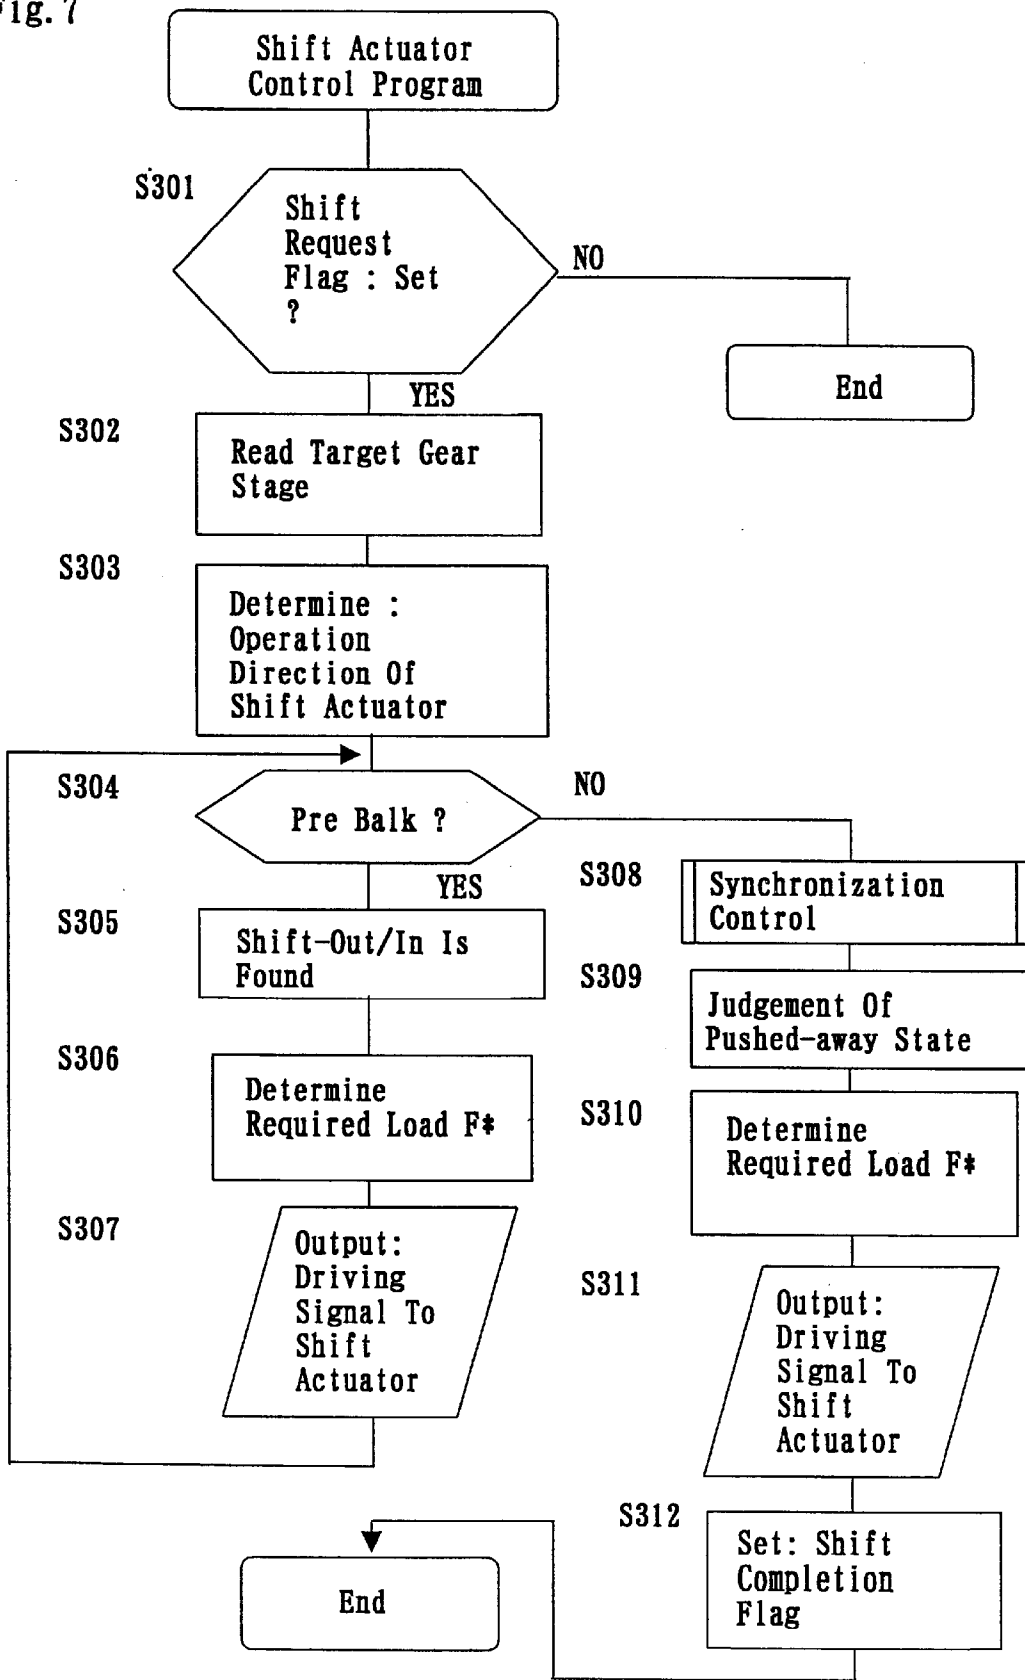 Fig. 7
Shift Actuator
Control Program
S301
Shift
Request
Flag : Set
?
NO
End
YES
S302
Read Target Gear
Stage
S303
Determine :
Operation
Direction Of
Shift Actuator
S304
Pre Balk ?
NO
YES
S305
Shift-Out/In Is
Found
S306
Determine
Required Load F*
S307
Output:
Driving
Signal To
Shift
Actuator
S308
Synchronization
Control
S309
Judgement Of
Pushed-away State
S310
Determine
Required Load F*
S311
Output:
Driving
Signal To
Shift
Actuator
S312
Set: Shift
Completion
Flag
End